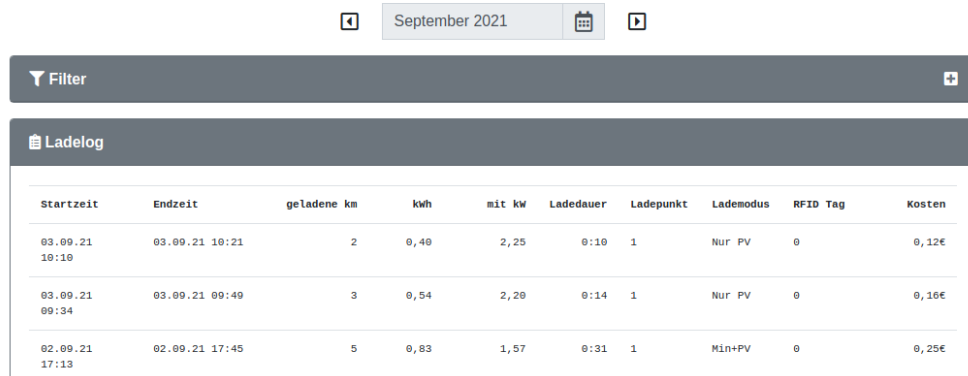 September 2021
Filter
Ladelog
Startzeit Endzeit geladene km kWh mit kW Ladedauer Ladepunkt Lademodus RFID Tag Kosten
03.09.21 03.09.21 10:21 2 0,40 2,25 0:10 1 Nur PV 0 0,12€
10:10
03.09.21 03.09.21 09:49 3 0,54 2,20 0:14 1 Nur PV 0 0,16€
09:34
02.09.21 02.09.21 17:45 5 0,83 1,57 0:31 1 Min+PV 0 0,25€
17:13